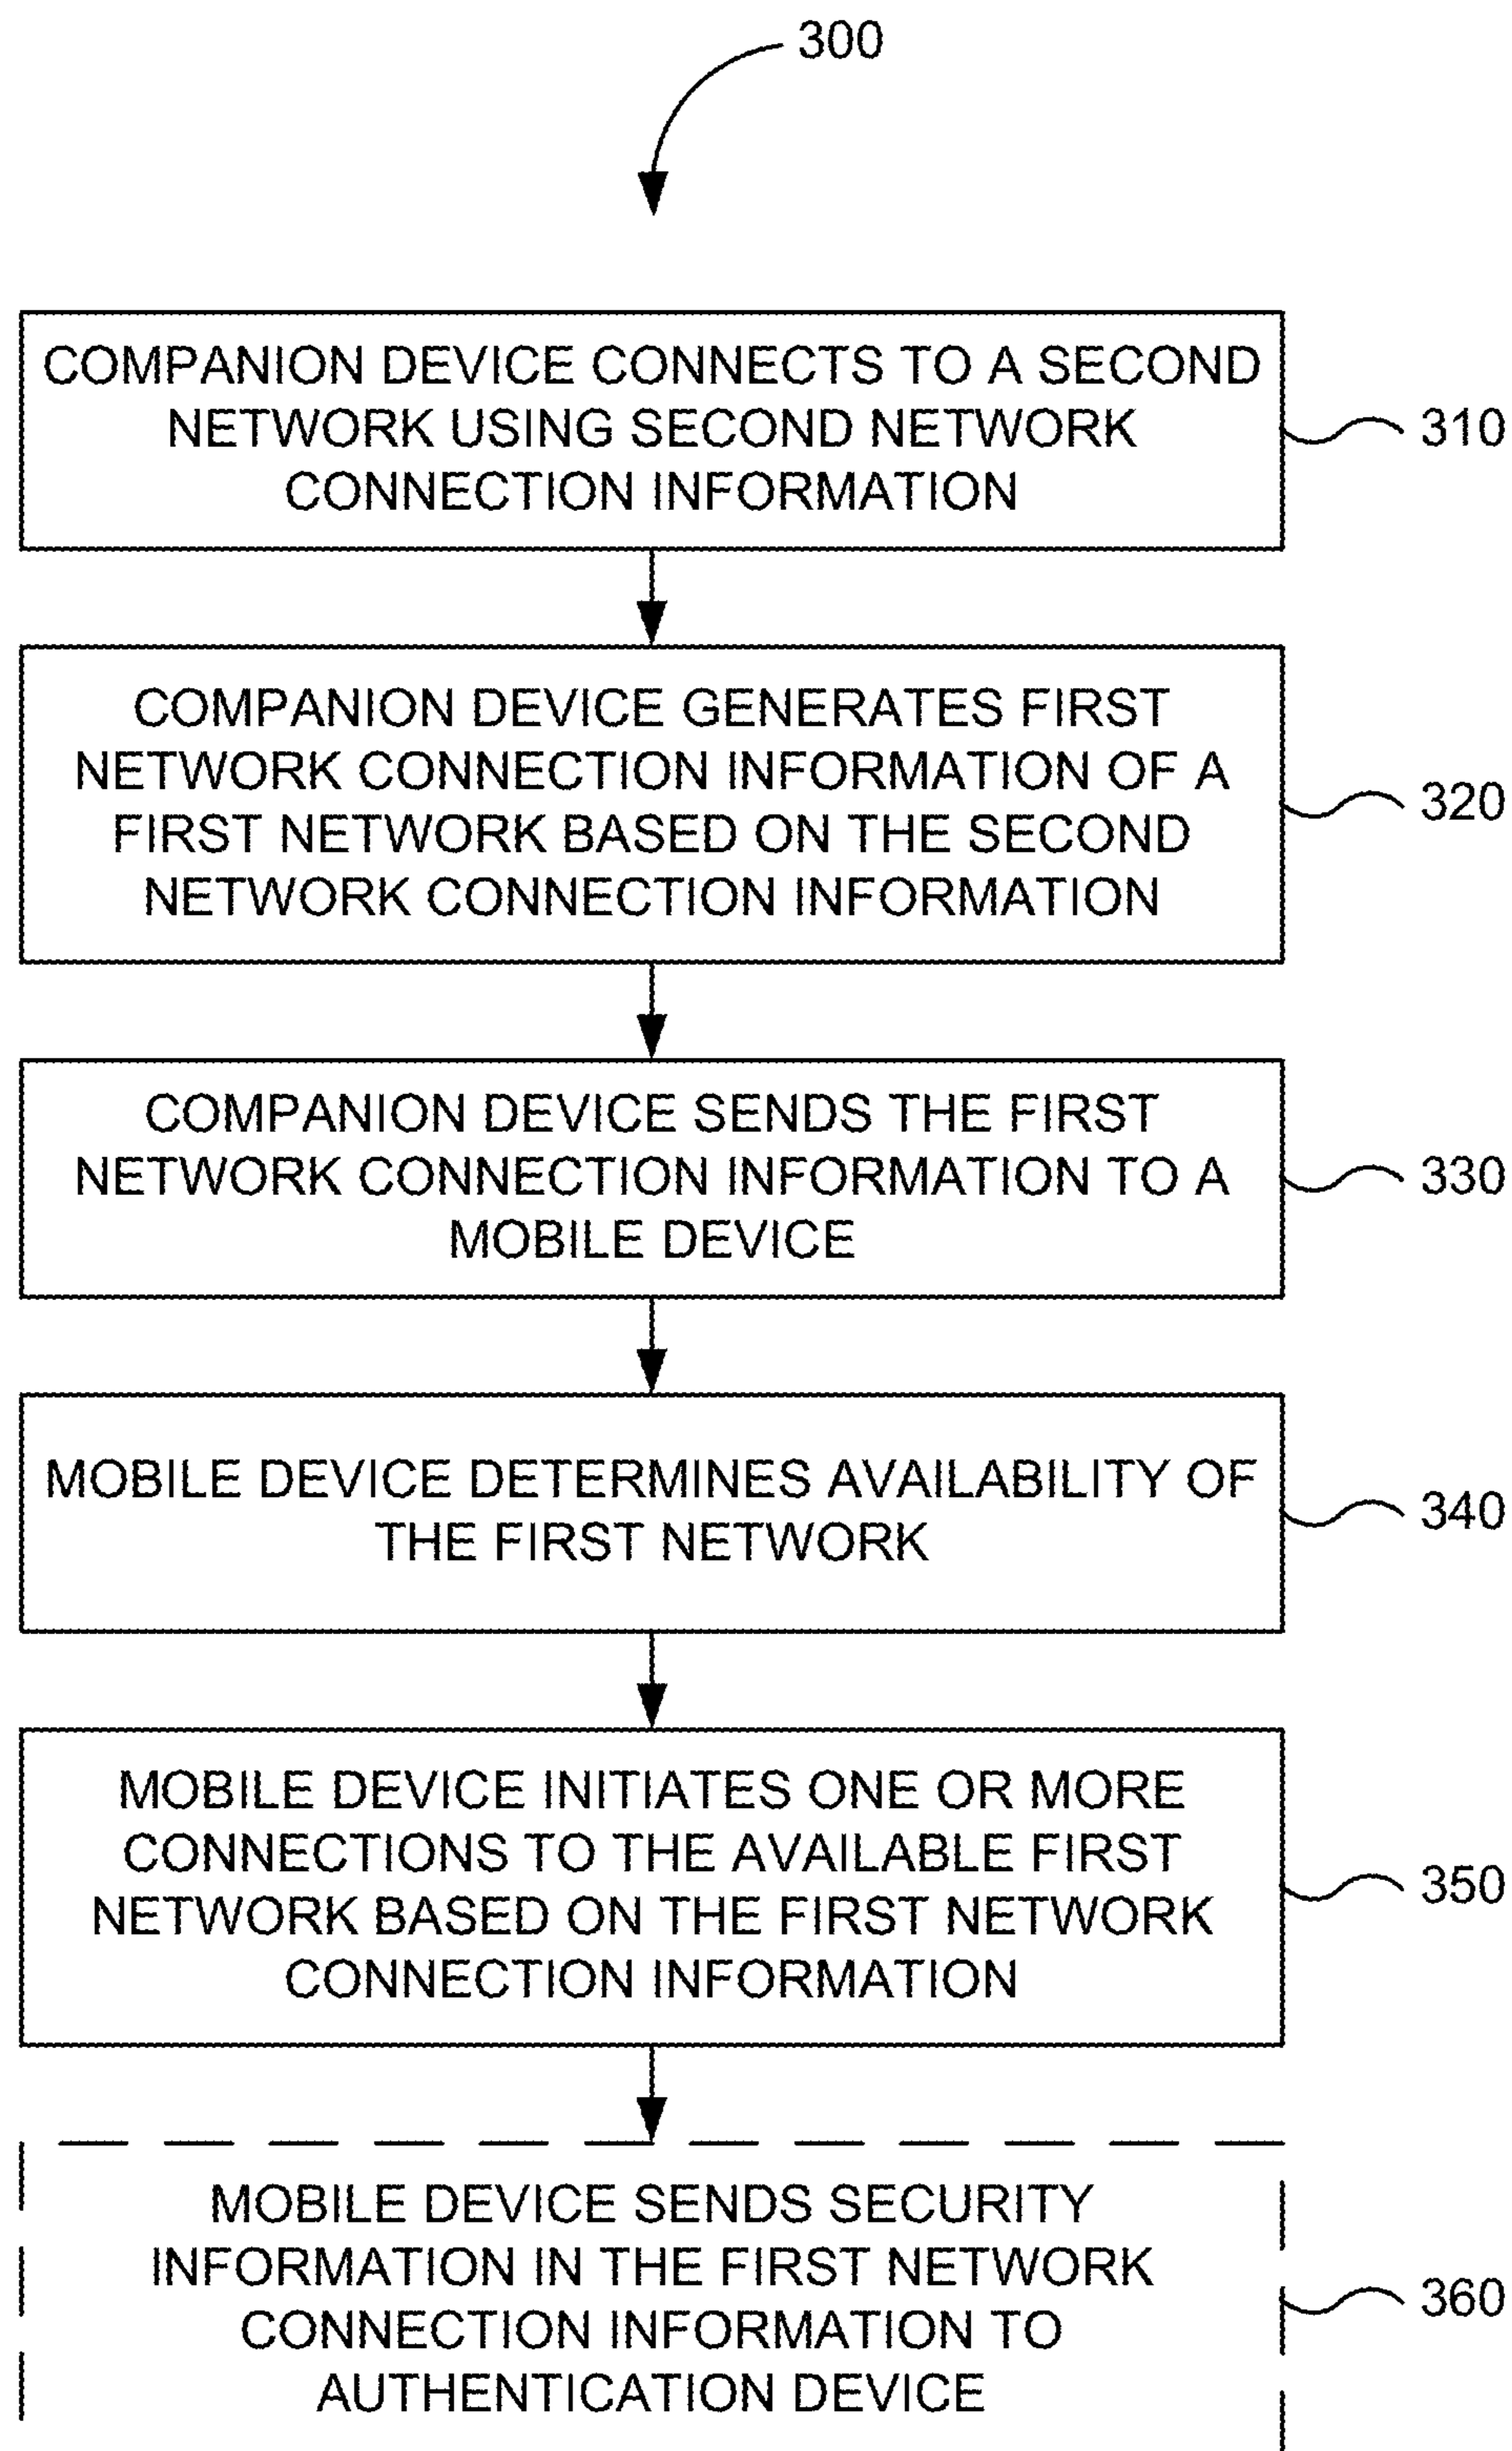 300
COMPANION DEVICE CONNECTS TO A SECOND
NETWORK USING SECOND NETWORK
CONNECTION INFORMATION
310
COMPANION DEVICE GENERATES FIRST
NETWORK CONNECTION INFORMATION OF A
FIRST NETWORK BASED ON THE SECOND
NETWORK CONNECTION INFORMATION
320
COMPANION DEVICE SENDS THE FIRST
NETWORK CONNECTION INFORMATION TO A
MOBILE DEVICE
330
MOBILE DEVICE DETERMINES AVAILABILITY OF
THE FIRST NETWORK
340
MOBILE DEVICE INITIATES ONE OR MORE
CONNECTIONS TO THE AVAILABLE FIRST
NETWORK BASED ON THE FIRST NETWORK
CONNECTION INFORMATION
350
MOBILE DEVICE SENDS SECURITY
INFORMATION IN THE FIRST NETWORK
CONNECTION INFORMATION TO
AUTHENTICATION DEVICE
360